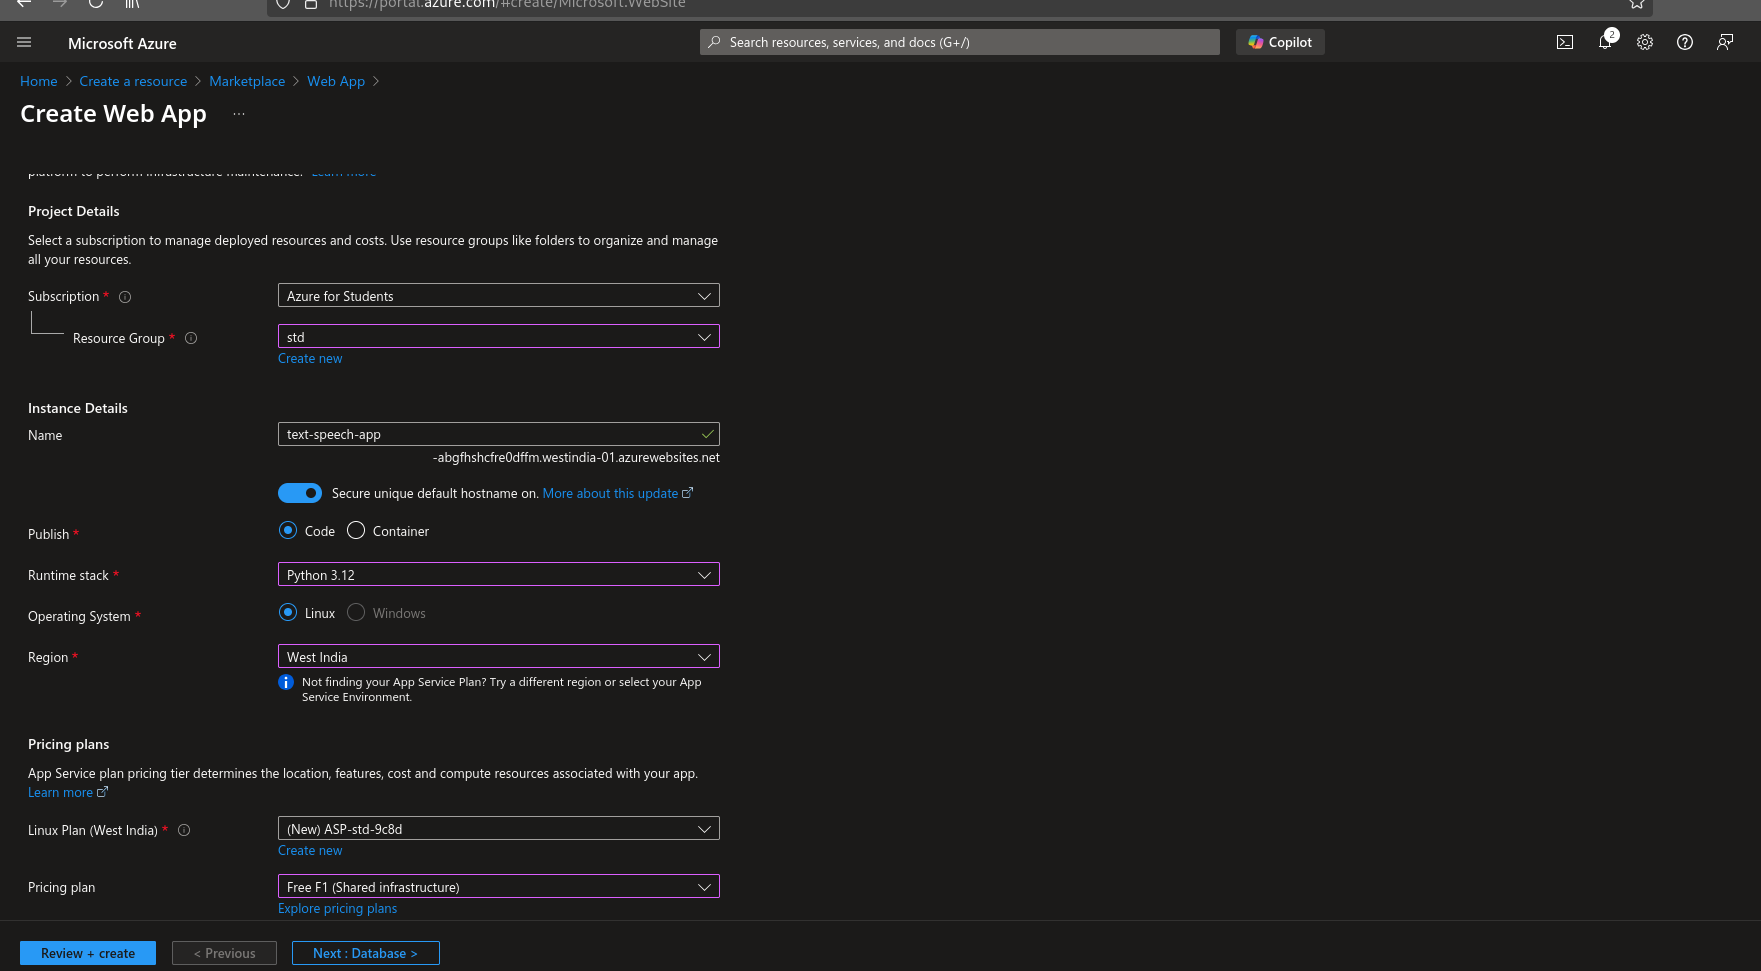 https://portal.azure.com/#create/Microsoft.WebSite
Microsoft Azure
Search resources, services, and docs (G+/)
Copilot
2
Home > Create a resource > Marketplace > Web App >
Create Web App ...
platform to perform infrastructure maintenance. Learn more
Project Details
Select a subscription to manage deployed resources and costs. Use resource groups like folders to organize and manage
all your resources.
Subscription *
Azure for Students
Resource Group *
std
Create new
Instance Details
Name
text-speech-app
-abgfhshcfre0dffm.westindia-01.azurewebsites.net
Secure unique default hostname on. More about this update
Publish *
Code
Container
Runtime stack *
Python 3.12
Operating System *
Linux
Windows
Region *
West India
Not finding your App Service Plan? Try a different region or select your App
Service Environment.
Pricing plans
App Service plan pricing tier determines the location, features, cost and compute resources associated with your app.
Learn more
Linux Plan (West India) *
(New) ASP-std-9c8d
Create new
Pricing plan
Free F1 (Shared infrastructure)
Explore pricing plans
Review + create
< Previous
Next : Database >